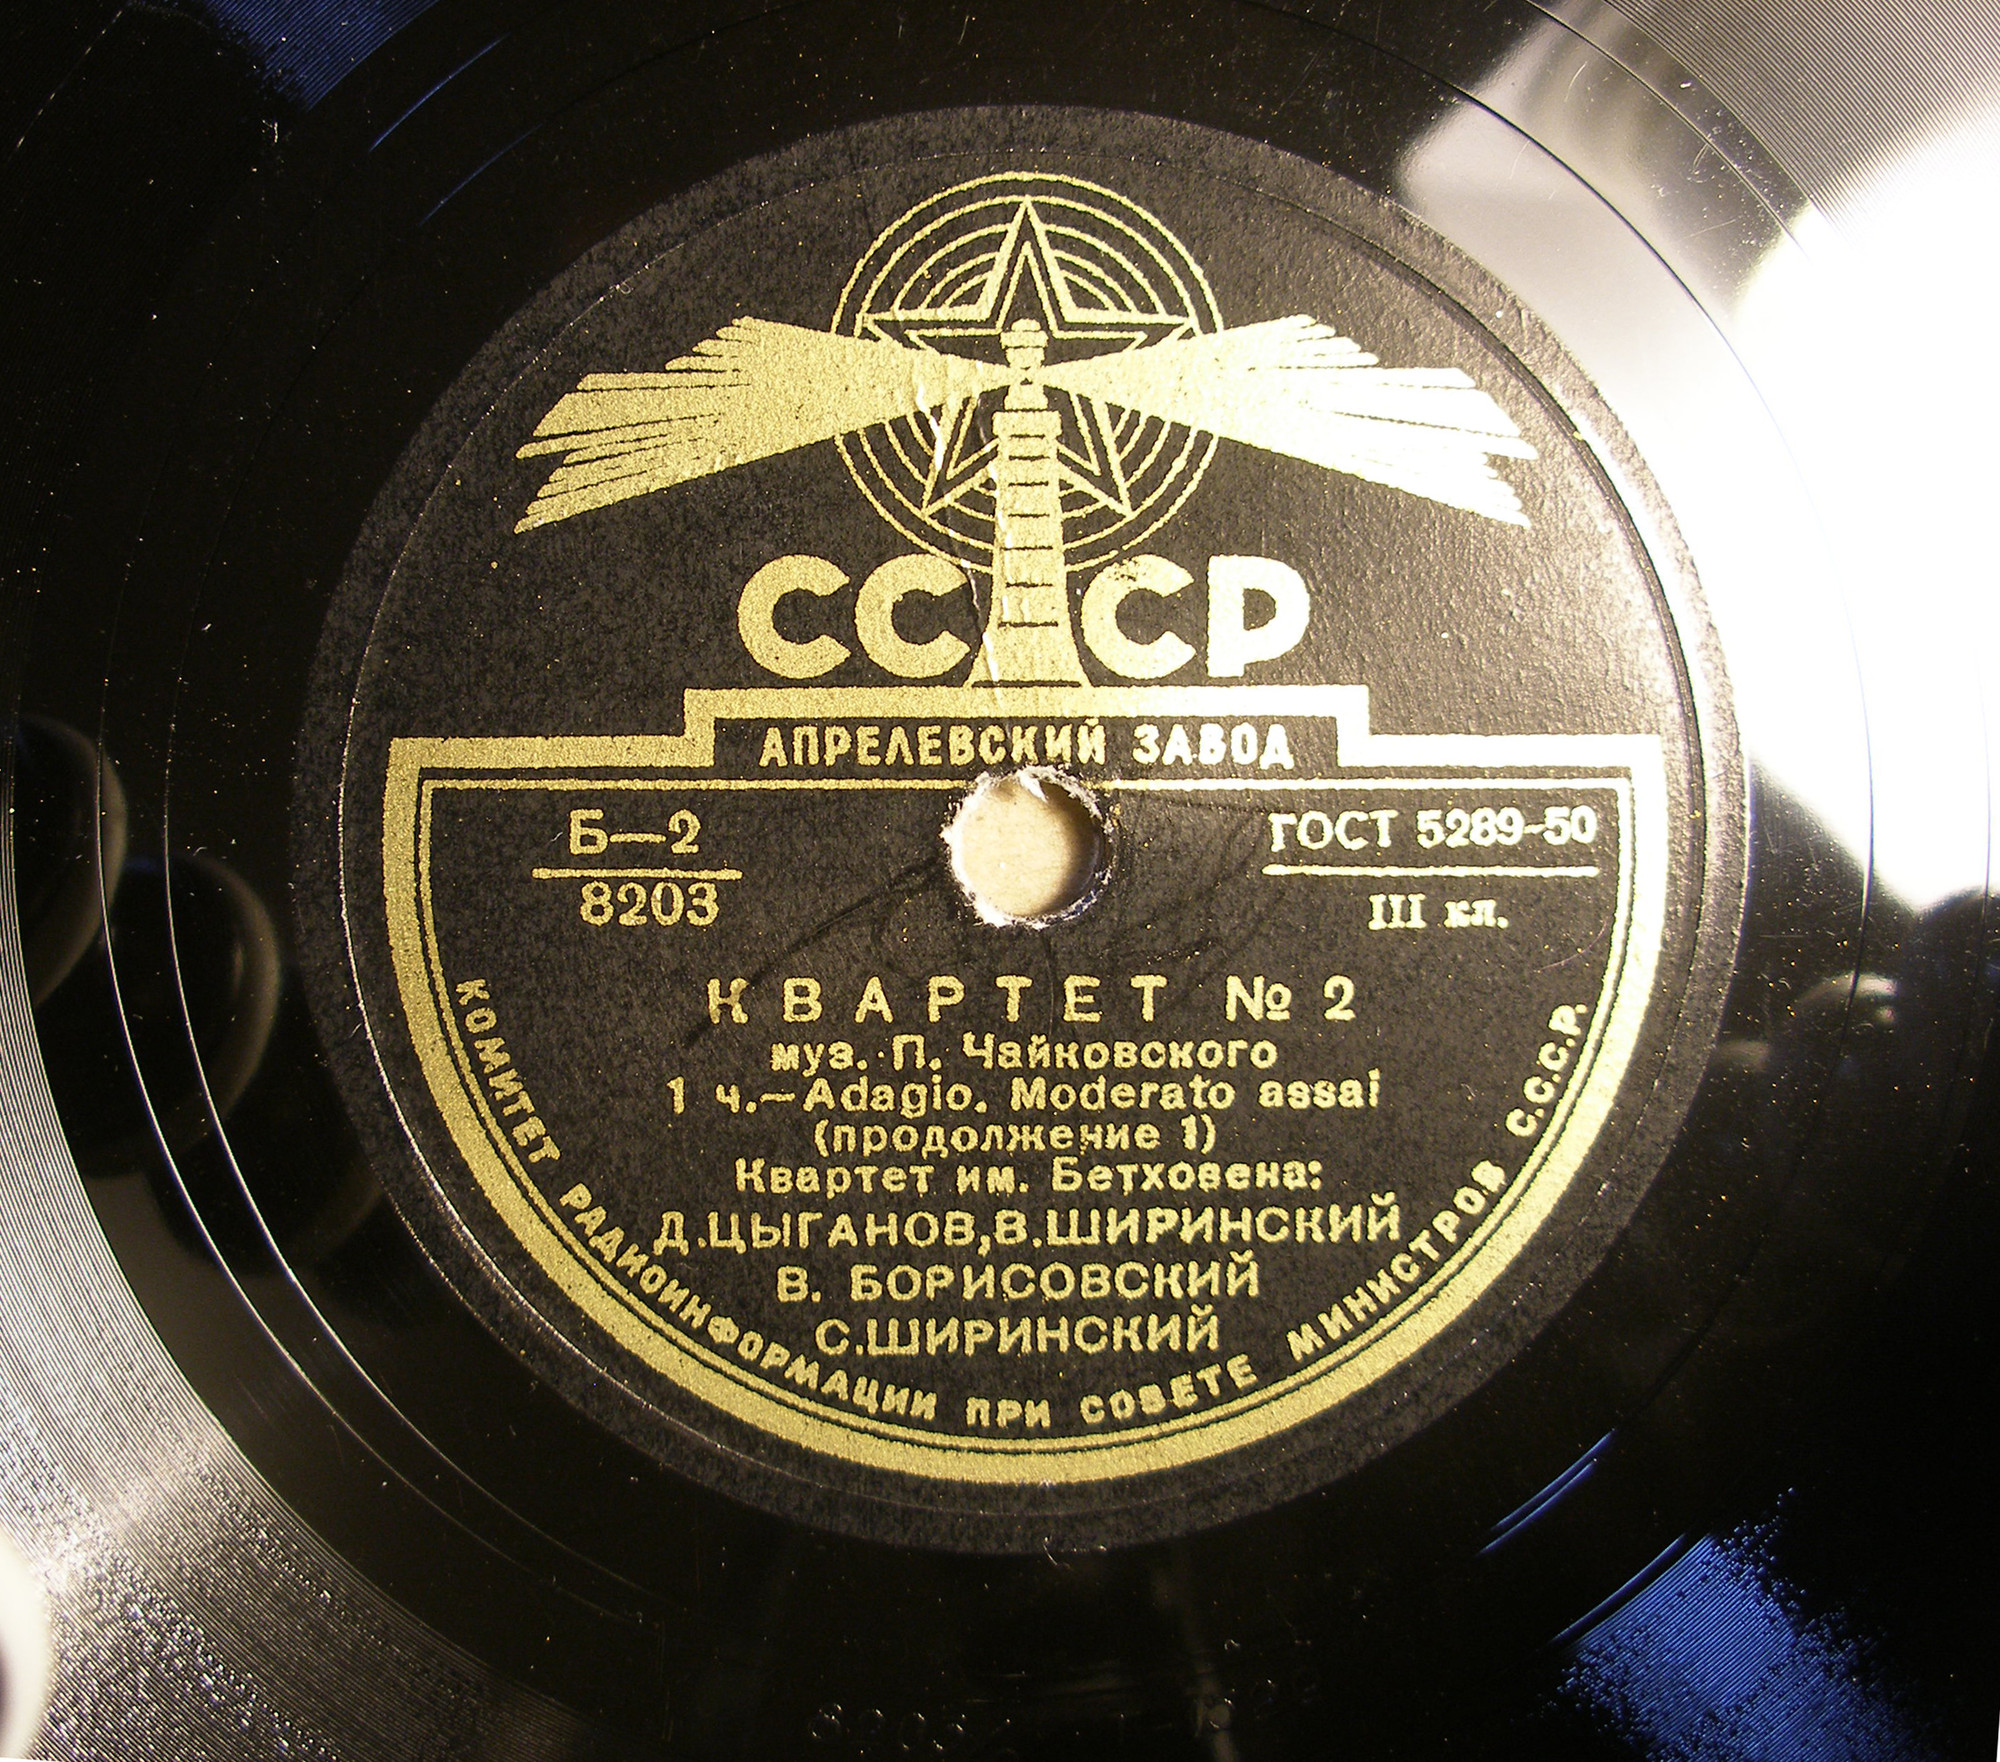 СССР
АПРЕЛЕВСКИЙ ЗАВОД
Б—2
8203
ГОСТ 5289-50
III кл.
КВАРТЕТ № 2
муз. П. Чайковского
1 ч.—Adagio. Moderato assai
(продолжение 1)
Квартет им. Бетховена:
Д.ЦЫГАНОВ,В.ШИРИНСКИЙ
В. БОРИСОВСКИЙ
С.ШИРИНСКИЙ
КОМИТЕТ РАДИОИНФОРМАЦИИ ПРИ СОВЕТЕ МИНИСТРОВ С.С.С.Р.